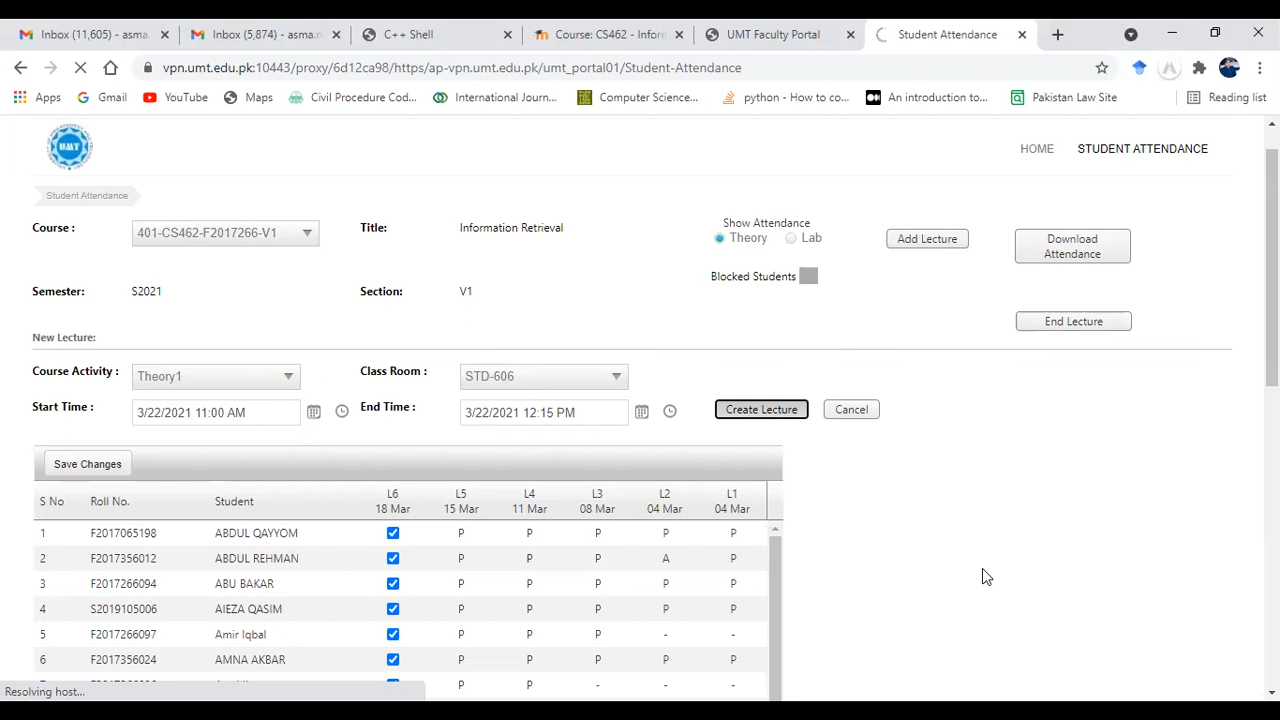 Inbox (11,605) - asma.
Inbox (5,874) - asma.n
C++ Shell
Course: CS462 - Inforn
UMT Faculty Portal
Student Attendance
vpn.umt.edu.pk:10443/proxy/6d12ca98/https/ap-vpn.umt.edu.pk/umt_portal01/Student-Attendance
Apps
Gmail
YouTube
Maps
Civil Procedure Cod...
International Journ...
Computer Science...
python - How to co...
An introduction to...
Pakistan Law Site
Reading list
UMT
HOME
STUDENT ATTENDANCE
Student Attendance
Course :
401-CS462-F2017266-V1
Title:
Information Retrieval
Show Attendance
Theory
Lab
Add Lecture
Download
Attendance
Blocked Students
Semester:
S2021
Section:
V1
End Lecture
New Lecture:
Course Activity :
Theory1
Class Room :
STD-606
Start Time :
3/22/2021 11:00 AM
End Time :
3/22/2021 12:15 PM
Create Lecture
Cancel
Save Changes
S No Roll No. Student L6 18 Mar L5 15 Mar L4 11 Mar L3 08 Mar L2 04 Mar L1 04 Mar
1 F2017065198 ABDUL QAYYOM P P P P P
2 F2017356012 ABDUL REHMAN P P P A P
3 F2017266094 ABU BAKAR P P P P P
4 S2019105006 AIEZA QASIM P P P P P
5 F2017266097 Amir Iqbal P P P - -
6 F2017356024 AMNA AKBAR P P P P P
P P - - -
Resolving host...